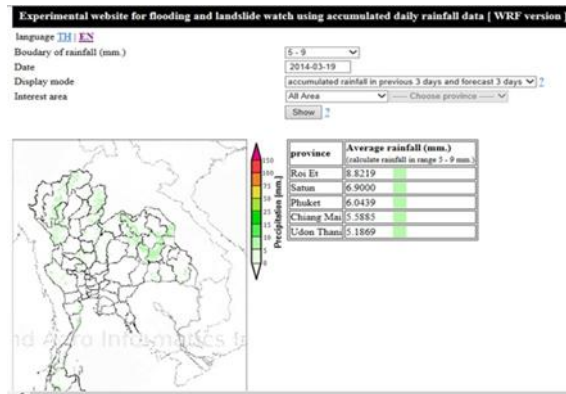 Experimental website for flooding and landslide watch using accumulated daily rainfall data [ WRF version ]
language TH | EN
Boudary of rainfall (mm.)
5 - 9
Date
2014-03-19
Display mode
accumulated rainfall in previous 3 days and forecast 3 days ?
Interest area
All Area
---- Choose province ----
Show ?
province
Average rainfall (mm.)
(calculate rainfall in range 5 - 9 mm.)
Roi Et 8.8219
Satun 6.9000
Phuket 6.0439
Chiang Mai 5.5885
Udon Thani 5.1869
150
100
75
50
25
20
15
10
5
0
Precipitation [mm.]
Informatics